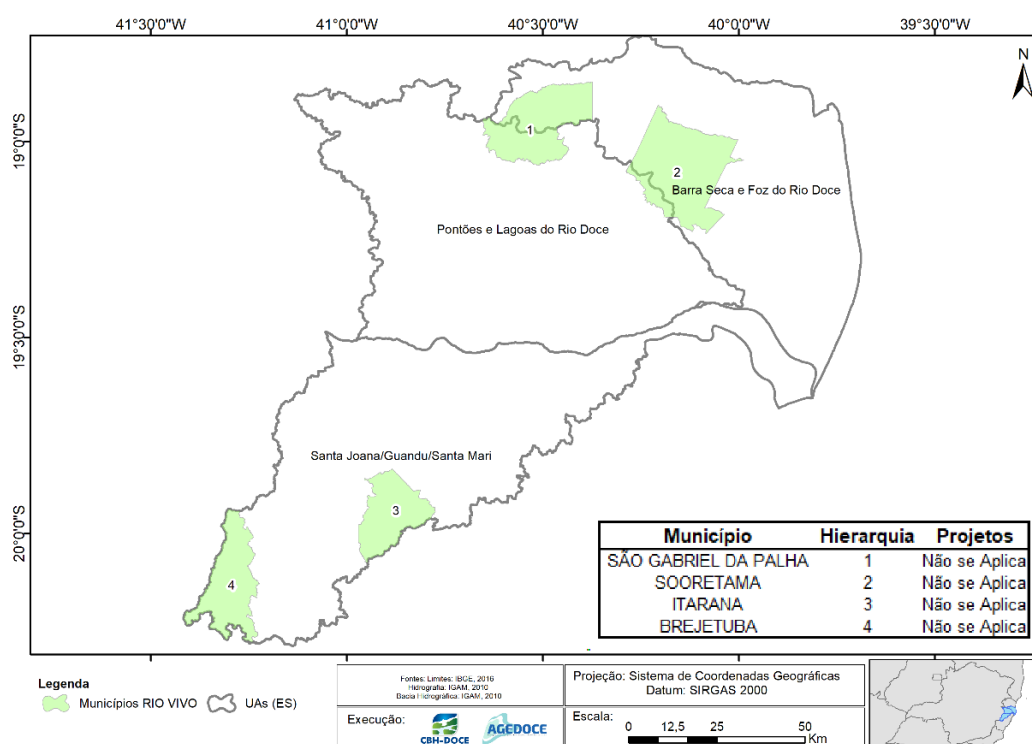 41°30'0"W 41°0'0"W 40°30'0"W 40°0'0"W 39°30'0"W
N
19°0'0"S
19°30'0"S
20°0'0"S
1
2
Barra Seca e Foz do Rio Doce
Pontões e Lagoas do Rio Doce
Santa Joana/Guandu/Santa Mari
3
4
Município Hierarquia Projetos
SÃO GABRIEL DA PALHA 1 Não se Aplica
SOORETAMA 2 Não se Aplica
ITARANA 3 Não se Aplica
BREJETUBA 4 Não se Aplica
Legenda
Municípios RIO VIVO UAs (ES)
Fontes: Limites: IBGE, 2016
Hidrografia: IGAM, 2010
Bacia Hidrográfica: IGAM, 2010
Execução:
CBH-DOCE
AGEDOCE
Projeção: Sistema de Coordenadas Geográficas
Datum: SIRGAS 2000
Escala:
0 12,5 25 50
Km